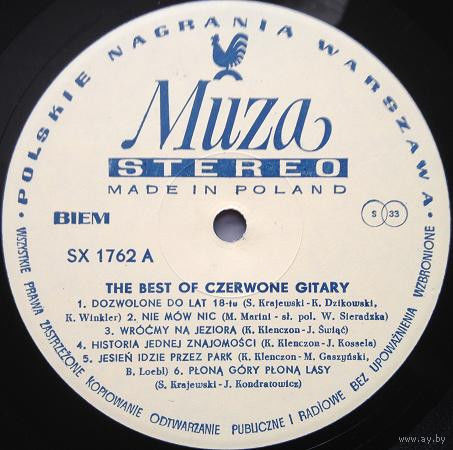 • POLSKIE NAGRANIA WARSZAWA •
Muza
STEREO
MADE IN POLAND
BIEM
S 33
SX 1762 A
THE BEST OF CZERWONE GITARY
1. DOZWOLONE DO LAT 18-tu (S. Krajewski - K. Dzikowski,
K. Winkler) 2. NIE MÓW NIC (M. Marini - sł. pol. W. Sieradzka)
3. WRÓĆMY NA JEZIORA (K. Klenczon - J. Świąć)
4. HISTORIA JEDNEJ ZNAJOMOŚCI (K. Klenczon - J. Kossela)
5. JESIEŃ IDZIE PRZEZ PARK (K. Klenczon - M. Gaszyński,
B. Loebl) 6. PŁONĄ GÓRY PŁONĄ LASY
(S. Krajewski - J. Kondratowicz)
WSZYSTKIE PRAWA ZASTRZEŻONE KOPIOWANIE ODTWARZANIE PUBLICZNE I RADIOWE BEZ UPOWAŻNIENIA WZBRONIONE
www.ay.by